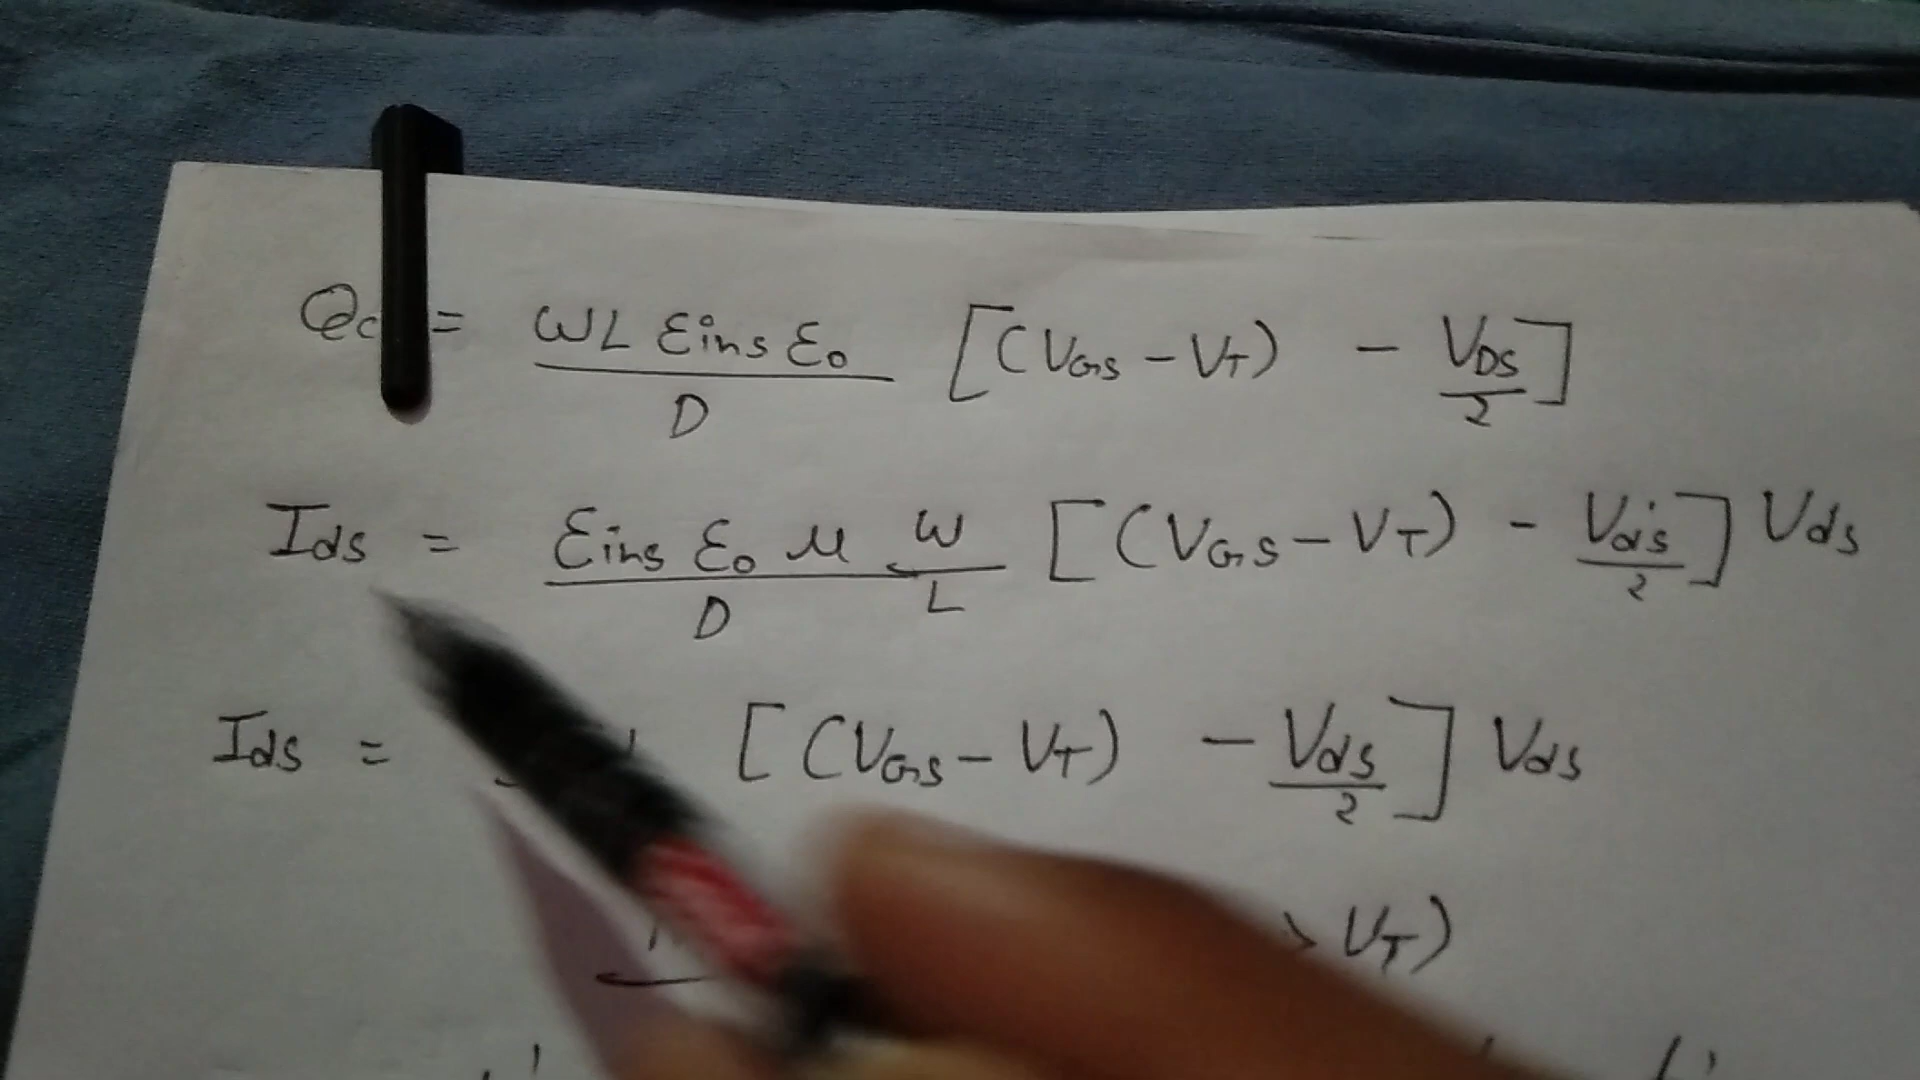 Qc = WL εins ε0 / D [(VGS - VT) - VDS/2]
Ids = εins ε0 μ / D W/L [(VGS - VT) - Vds/2] Vds
Ids = [(VGS - VT) - Vds/2] Vds
> VT)